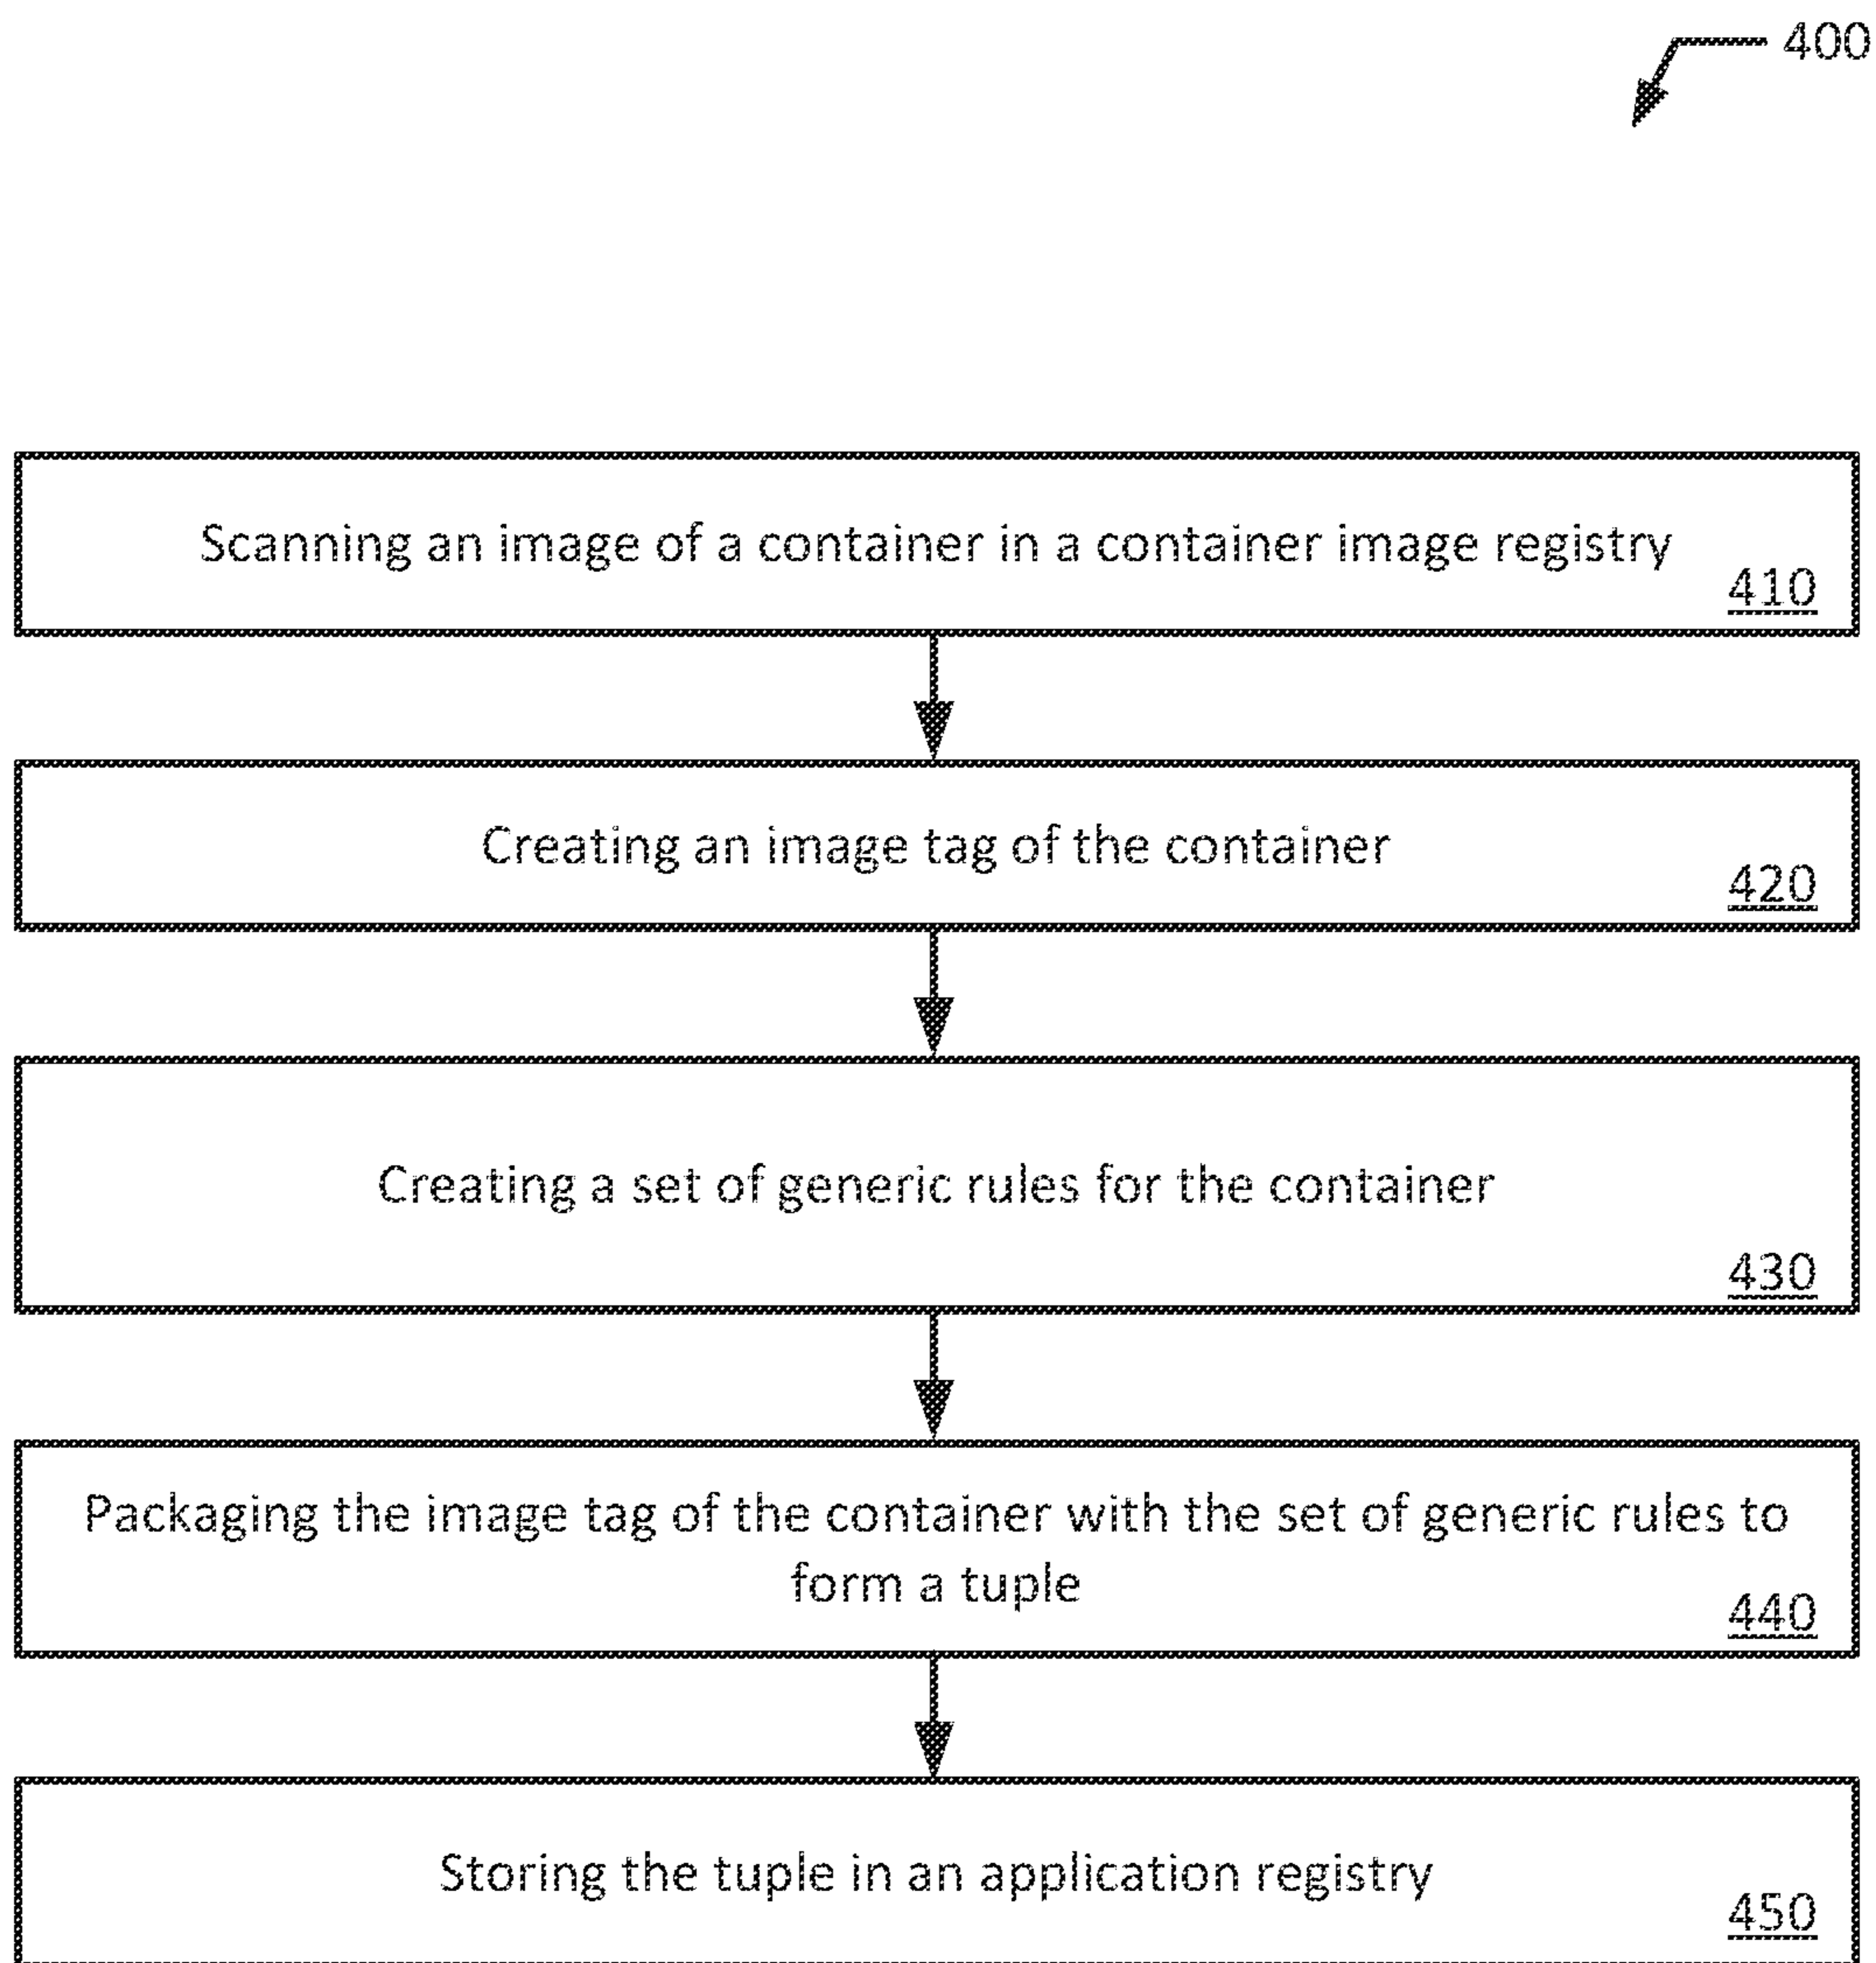 400
Scanning an image of a container in a container image registry
410
Creating an image tag of the container
420
Creating a set of generic rules for the container
430
Packaging the image tag of the container with the set of generic rules to
form a tuple
440
Storing the tuple in an application registry
450